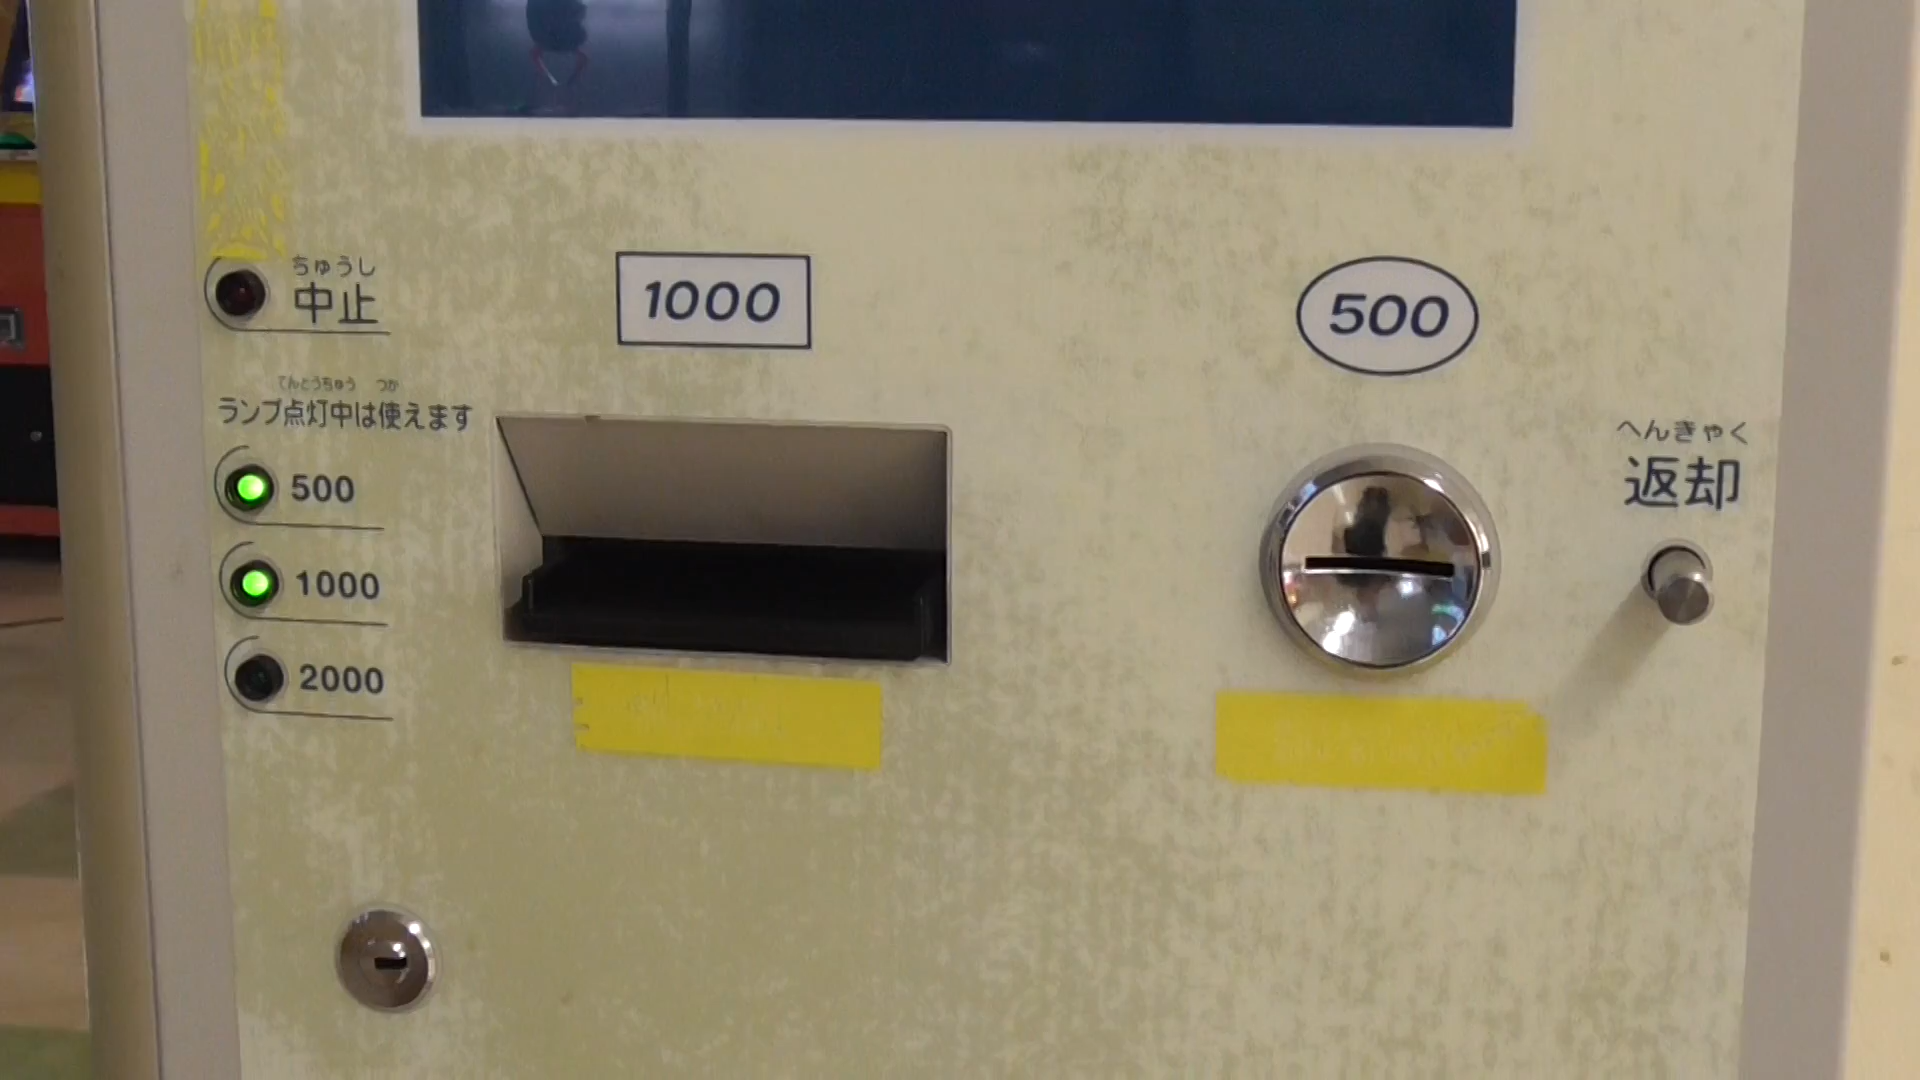 ちゅうし
中止
1000
500
てんとうちゅう つか
ランプ点灯中は使えます
へんきゃく
返却
500
1000
2000